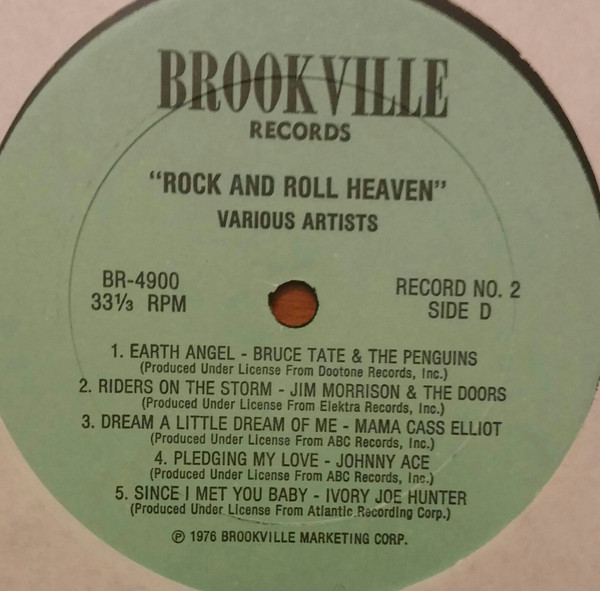 BROOKVILLE
RECORDS
"ROCK AND ROLL HEAVEN"
VARIOUS ARTISTS
BR-4900
33⅓ RPM
RECORD NO. 2
SIDE D
1. EARTH ANGEL - BRUCE TATE & THE PENGUINS
(Produced Under License From Dootone Records, Inc.)
2. RIDERS ON THE STORM - JIM MORRISON & THE DOORS
(Produced Under License From Elektra Records, Inc.)
3. DREAM A LITTLE DREAM OF ME - MAMA CASS ELLIOT
(Produced Under License From ABC Records, Inc.)
4. PLEDGING MY LOVE - JOHNNY ACE
(Produced Under License From ABC Records, Inc.)
5. SINCE I MET YOU BABY - IVORY JOE HUNTER
(Produced Under License From Atlantic Recording Corp.)
℗ 1976 BROOKVILLE MARKETING CORP.